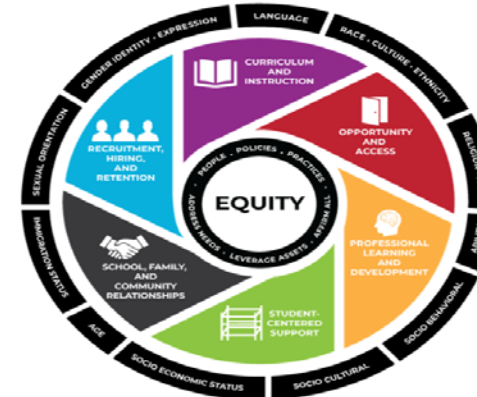 GENDER IDENTITY • EXPRESSION
LANGUAGE
RACE • CULTURE • ETHNICITY
RELIGION
SOCIO BEHAVIORAL
SOCIO CULTURAL
SOCIO ECONOMIC STATUS
AGE
IMMIGRATION STATUS
SEXUAL ORIENTATION
CURRICULUM
AND
INSTRUCTION
OPPORTUNITY
AND
ACCESS
PROFESSIONAL
LEARNING
AND
DEVELOPMENT
STUDENT-
CENTERED
SUPPORT
SCHOOL, FAMILY,
AND
COMMUNITY
RELATIONSHIPS
RECRUITMENT,
HIRING,
AND
RETENTION
• PEOPLE • POLICIES • PRACTICES •
ADDRESS NEEDS • LEVERAGE ASSETS • AFFIRM ALL
EQUITY